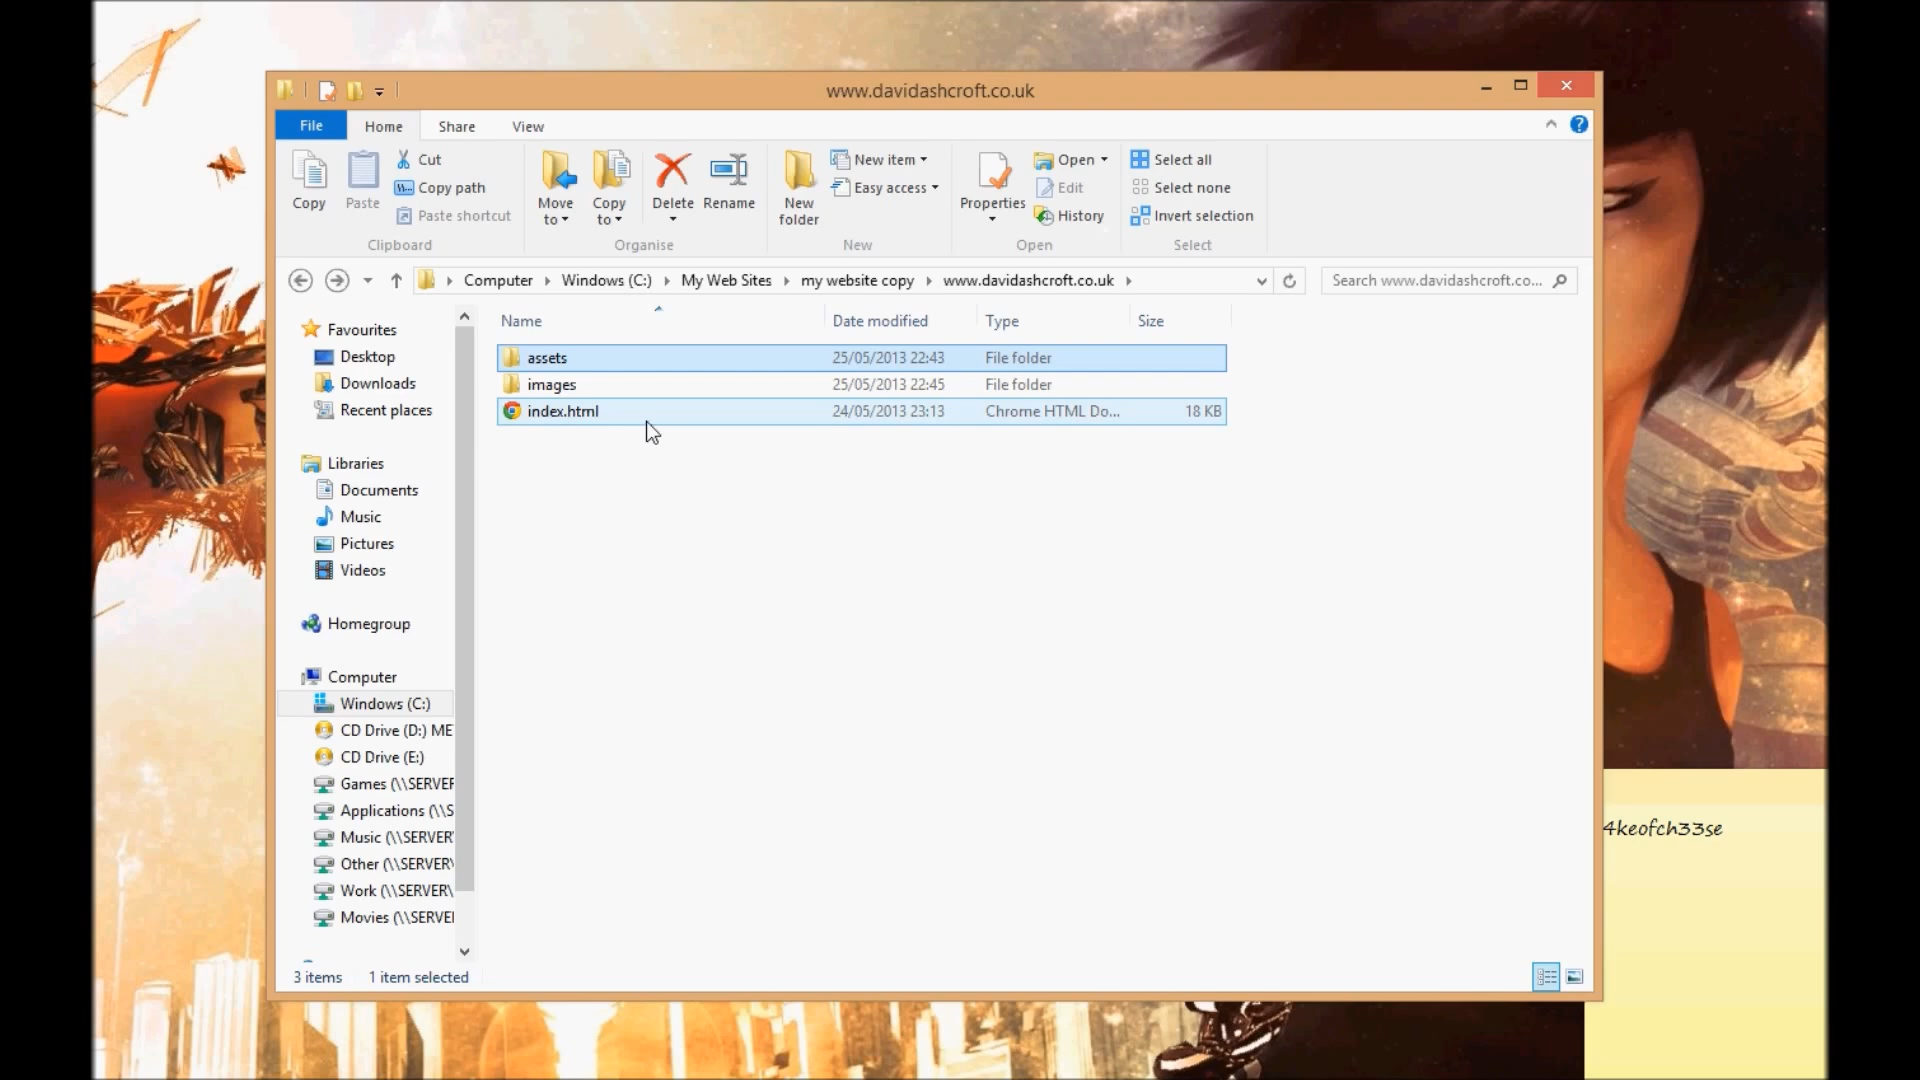 www.davidashcroft.co.uk
File Home Share View
Copy
Paste
Cut
Copy path
Paste shortcut
Clipboard
Move to
Copy to
Delete
Rename
Organise
New folder
New item
Easy access
New
Properties
Open
Edit
History
Open
Select all
Select none
Invert selection
Select
Computer Windows (C:) My Web Sites my website copy www.davidashcroft.co.uk
Search www.davidashcroft.co...
Favourites
Desktop
Downloads
Recent places
Libraries
Documents
Music
Pictures
Videos
Homegroup
Computer
Windows (C:)
CD Drive (D:) ME
CD Drive (E:)
Games (\\SERVER
Applications (\\S
Music (\\SERVER
Other (\\SERVER\
Work (\\SERVER\
Movies (\\SERVER
Name Date modified Type Size
assets 25/05/2013 22:43 File folder
images 25/05/2013 22:45 File folder
index.html 24/05/2013 23:13 Chrome HTML Do... 18 KB
3 items 1 item selected
4keofch33se